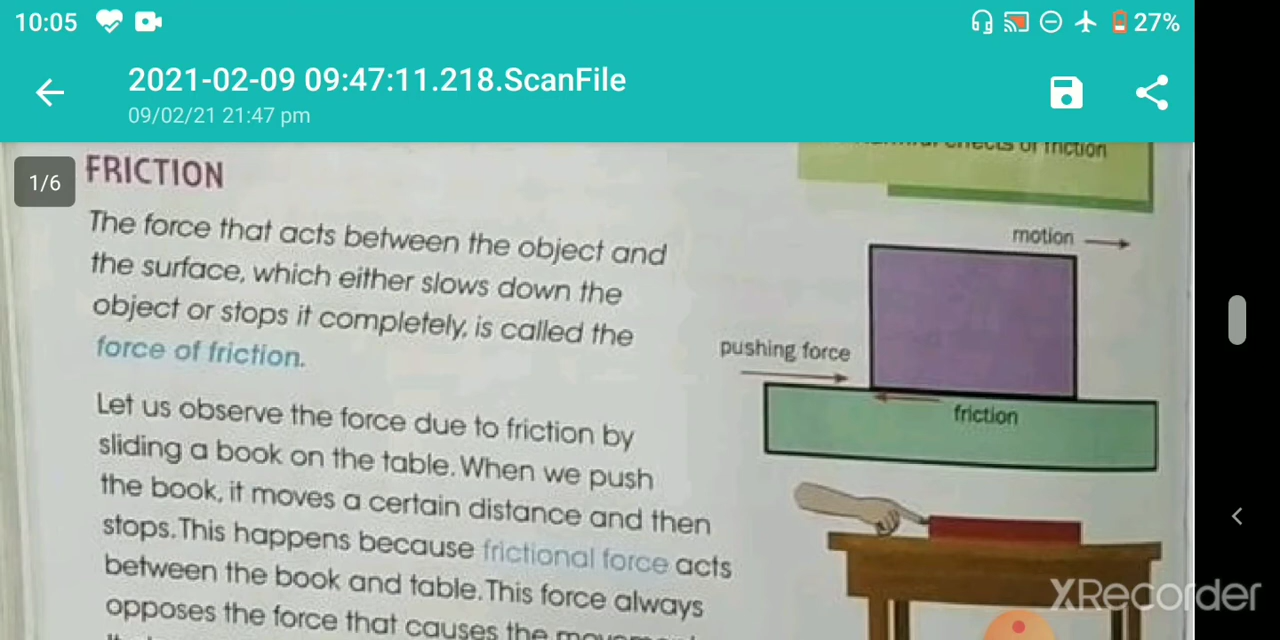 10:05
27%
2021-02-09 09:47:11.218.ScanFile
09/02/21 21:47 pm
1/6
effects of friction
FRICTION
The force that acts between the object and
the surface, which either slows down the
object or stops it completely, is called the
force of friction.
motion
pushing force
friction
Let us observe the force due to friction by
sliding a book on the table. When we push
the book, it moves a certain distance and then
stops. This happens because frictional force acts
between the book and table. This force always
opposes the force that causes the
XRecorder